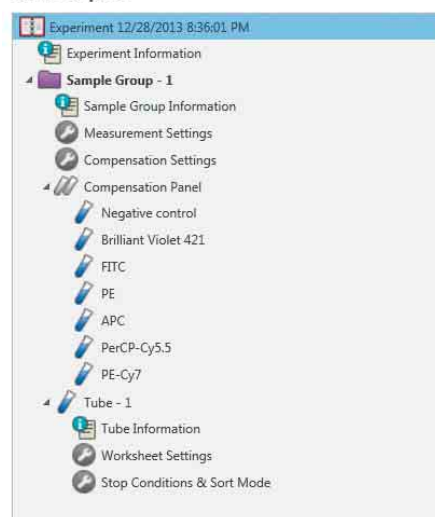 Experiment 12/28/2013 8:36:01 PM
Experiment Information
Sample Group - 1
Sample Group Information
Measurement Settings
Compensation Settings
Compensation Panel
Negative control
Brilliant Violet 421
FITC
PE
APC
PerCP-Cy5.5
PE-Cy7
Tube - 1
Tube Information
Worksheet Settings
Stop Conditions & Sort Mode